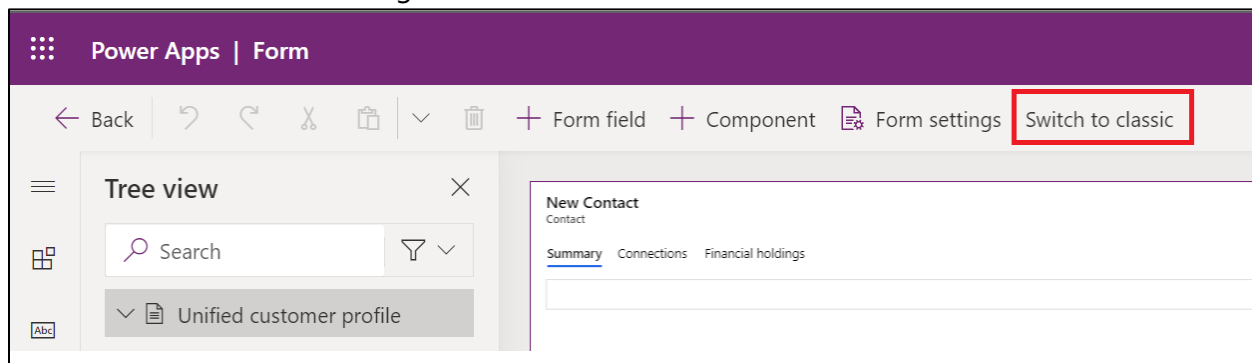 Power Apps | Form
Back
Form field
Component
Form settings
Switch to classic
Tree view
Search
Unified customer profile
Abc
New Contact
Contact
Summary Connections Financial holdings